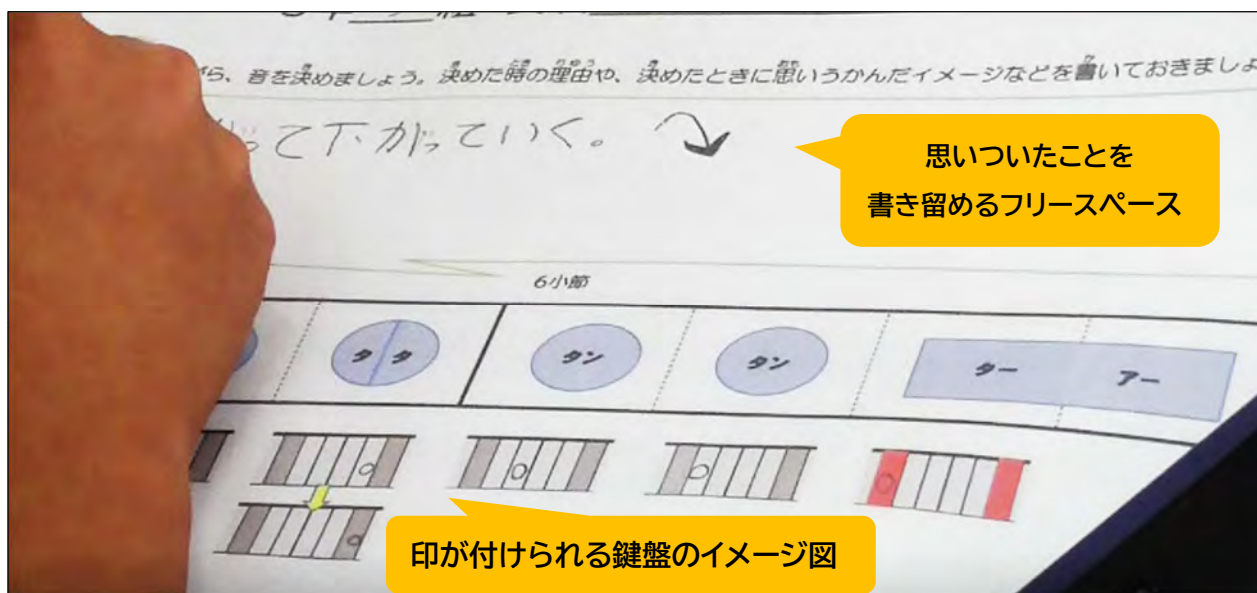 ら、音を決めましょう。決めた時の理由や、決めたときに思いうかんだイメージなどを書いておきましょ
って下がっていく。
思いついたことを
書き留めるフリースペース
6小節
タ タ
タン
タン
ター
アー
印が付けられる鍵盤のイメージ図